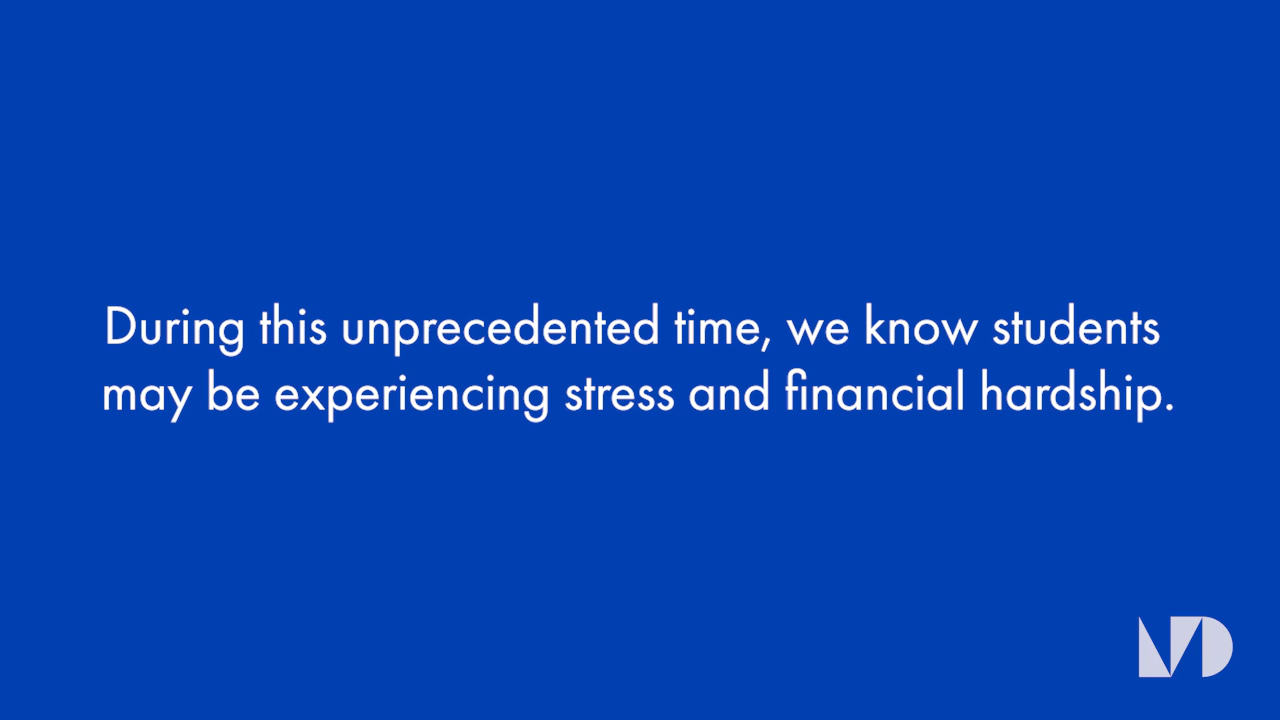 During this unprecedented time, we know students
may be experiencing stress and financial hardship.